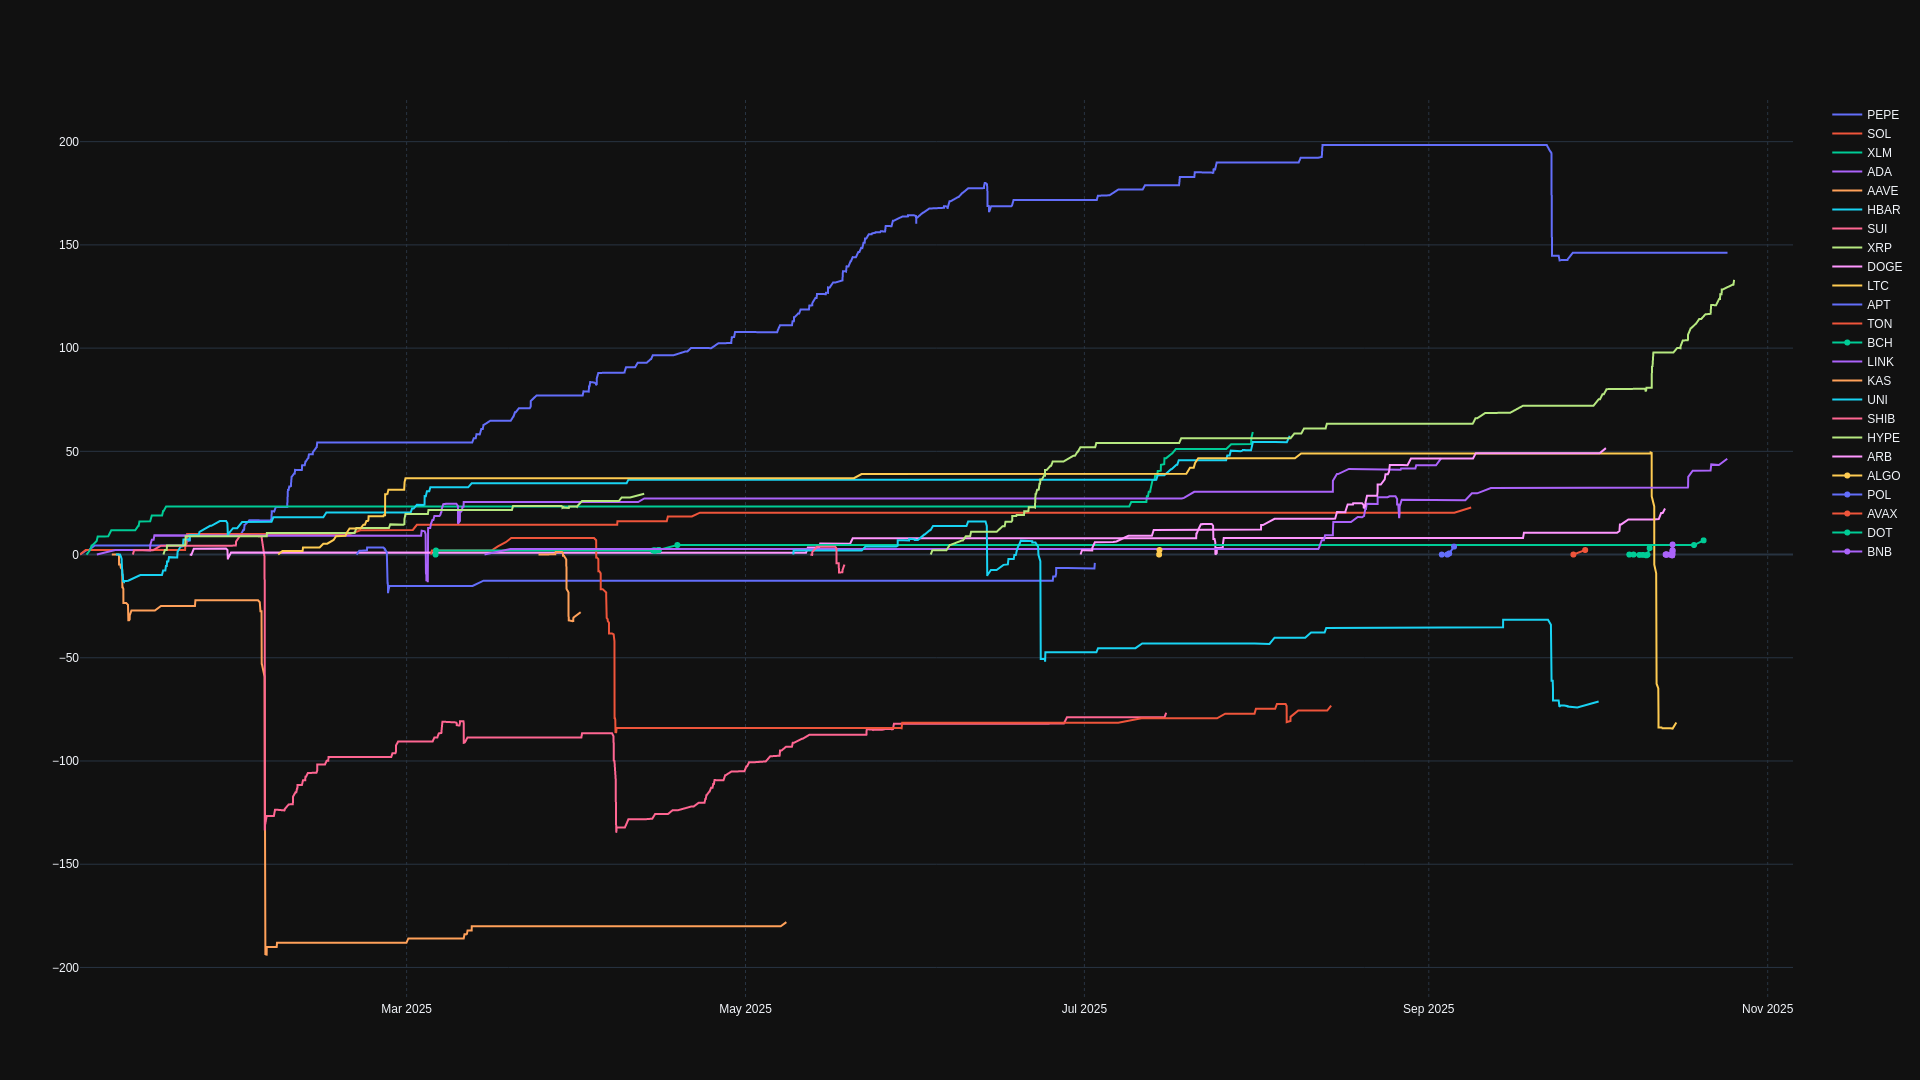 200
150
100
50
0
−50
−100
−150
−200
Mar 2025
May 2025
Jul 2025
Sep 2025
Nov 2025
PEPE
SOL
XLM
ADA
AAVE
HBAR
SUI
XRP
DOGE
LTC
APT
TON
BCH
LINK
KAS
UNI
SHIB
HYPE
ARB
ALGO
POL
AVAX
DOT
BNB